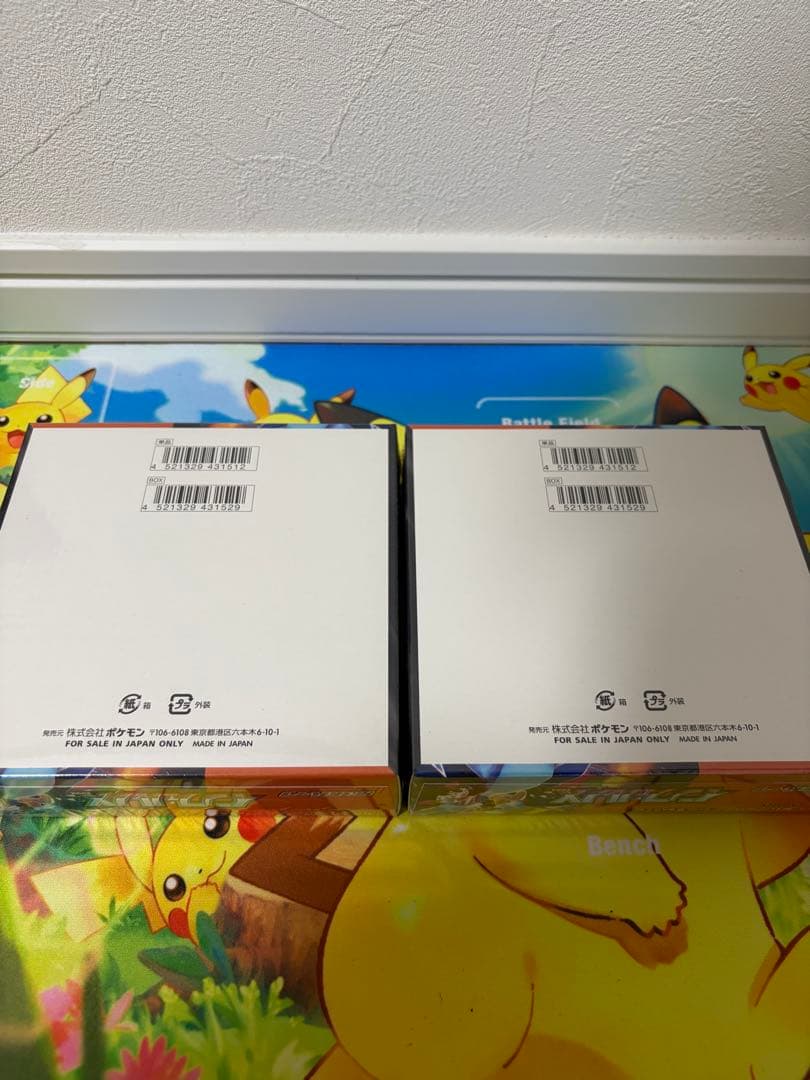 Side
Battle Field
単品
4 521329 431512
BOX
4 521329 431529
紙 箱 プラ 外装
発売元 株式会社ポケモン 〒106-6108 東京都港区六本木6-10-1
FOR SALE IN JAPAN ONLY MADE IN JAPAN
単品
4 521329 431512
BOX
4 521329 431529
紙 箱 プラ 外装
発売元 株式会社ポケモン 〒106-6108 東京都港区六本木6-10-1
FOR SALE IN JAPAN ONLY MADE IN JAPAN
Bench